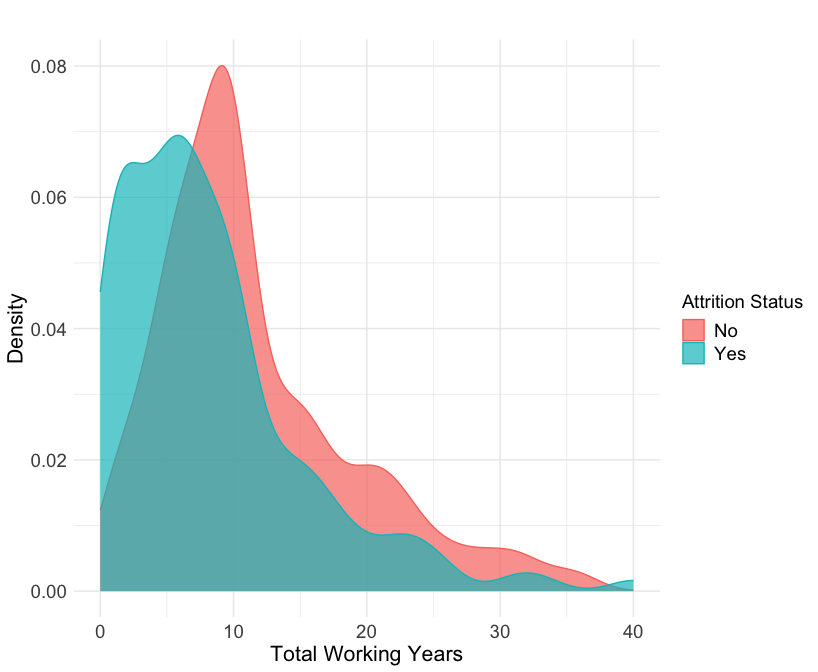 0.08
0.06
0.04
0.02
0.00
Density
0
10
20
30
40
Total Working Years
Attrition Status
No
Yes